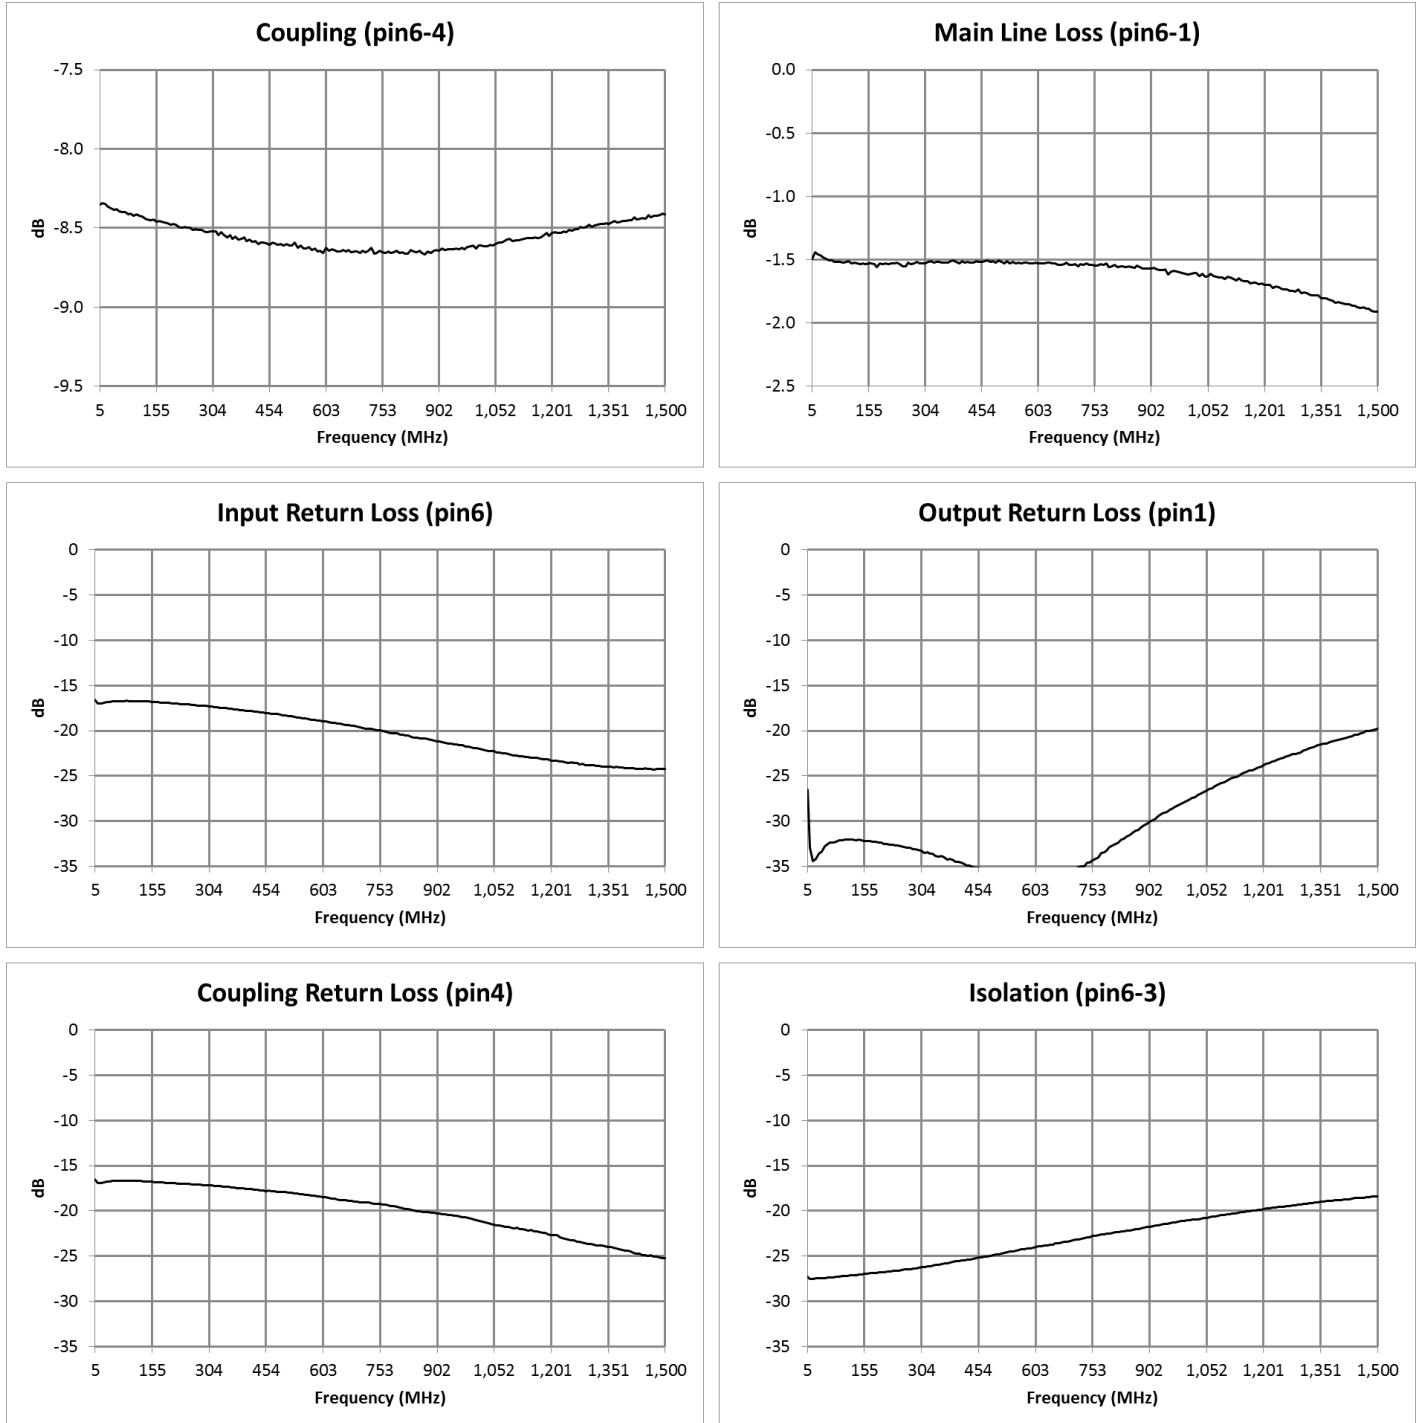 Coupling (pin6-4)
-7.5
-8.0
-8.5
-9.0
-9.5
dB
5 155 304 454 603 753 902 1,052 1,201 1,351 1,500
Frequency (MHz)
Main Line Loss (pin6-1)
0.0
-0.5
-1.0
-1.5
-2.0
-2.5
dB
5 155 304 454 603 753 902 1,052 1,201 1,351 1,500
Frequency (MHz)
Input Return Loss (pin6)
0
-5
-10
-15
-20
-25
-30
-35
dB
5 155 304 454 603 753 902 1,052 1,201 1,351 1,500
Frequency (MHz)
Output Return Loss (pin1)
0
-5
-10
-15
-20
-25
-30
-35
dB
5 155 304 454 603 753 902 1,052 1,201 1,351 1,500
Frequency (MHz)
Coupling Return Loss (pin4)
0
-5
-10
-15
-20
-25
-30
-35
dB
5 155 304 454 603 753 902 1,052 1,201 1,351 1,500
Frequency (MHz)
Isolation (pin6-3)
0
-5
-10
-15
-20
-25
-30
-35
dB
5 155 304 454 603 753 902 1,052 1,201 1,351 1,500
Frequency (MHz)